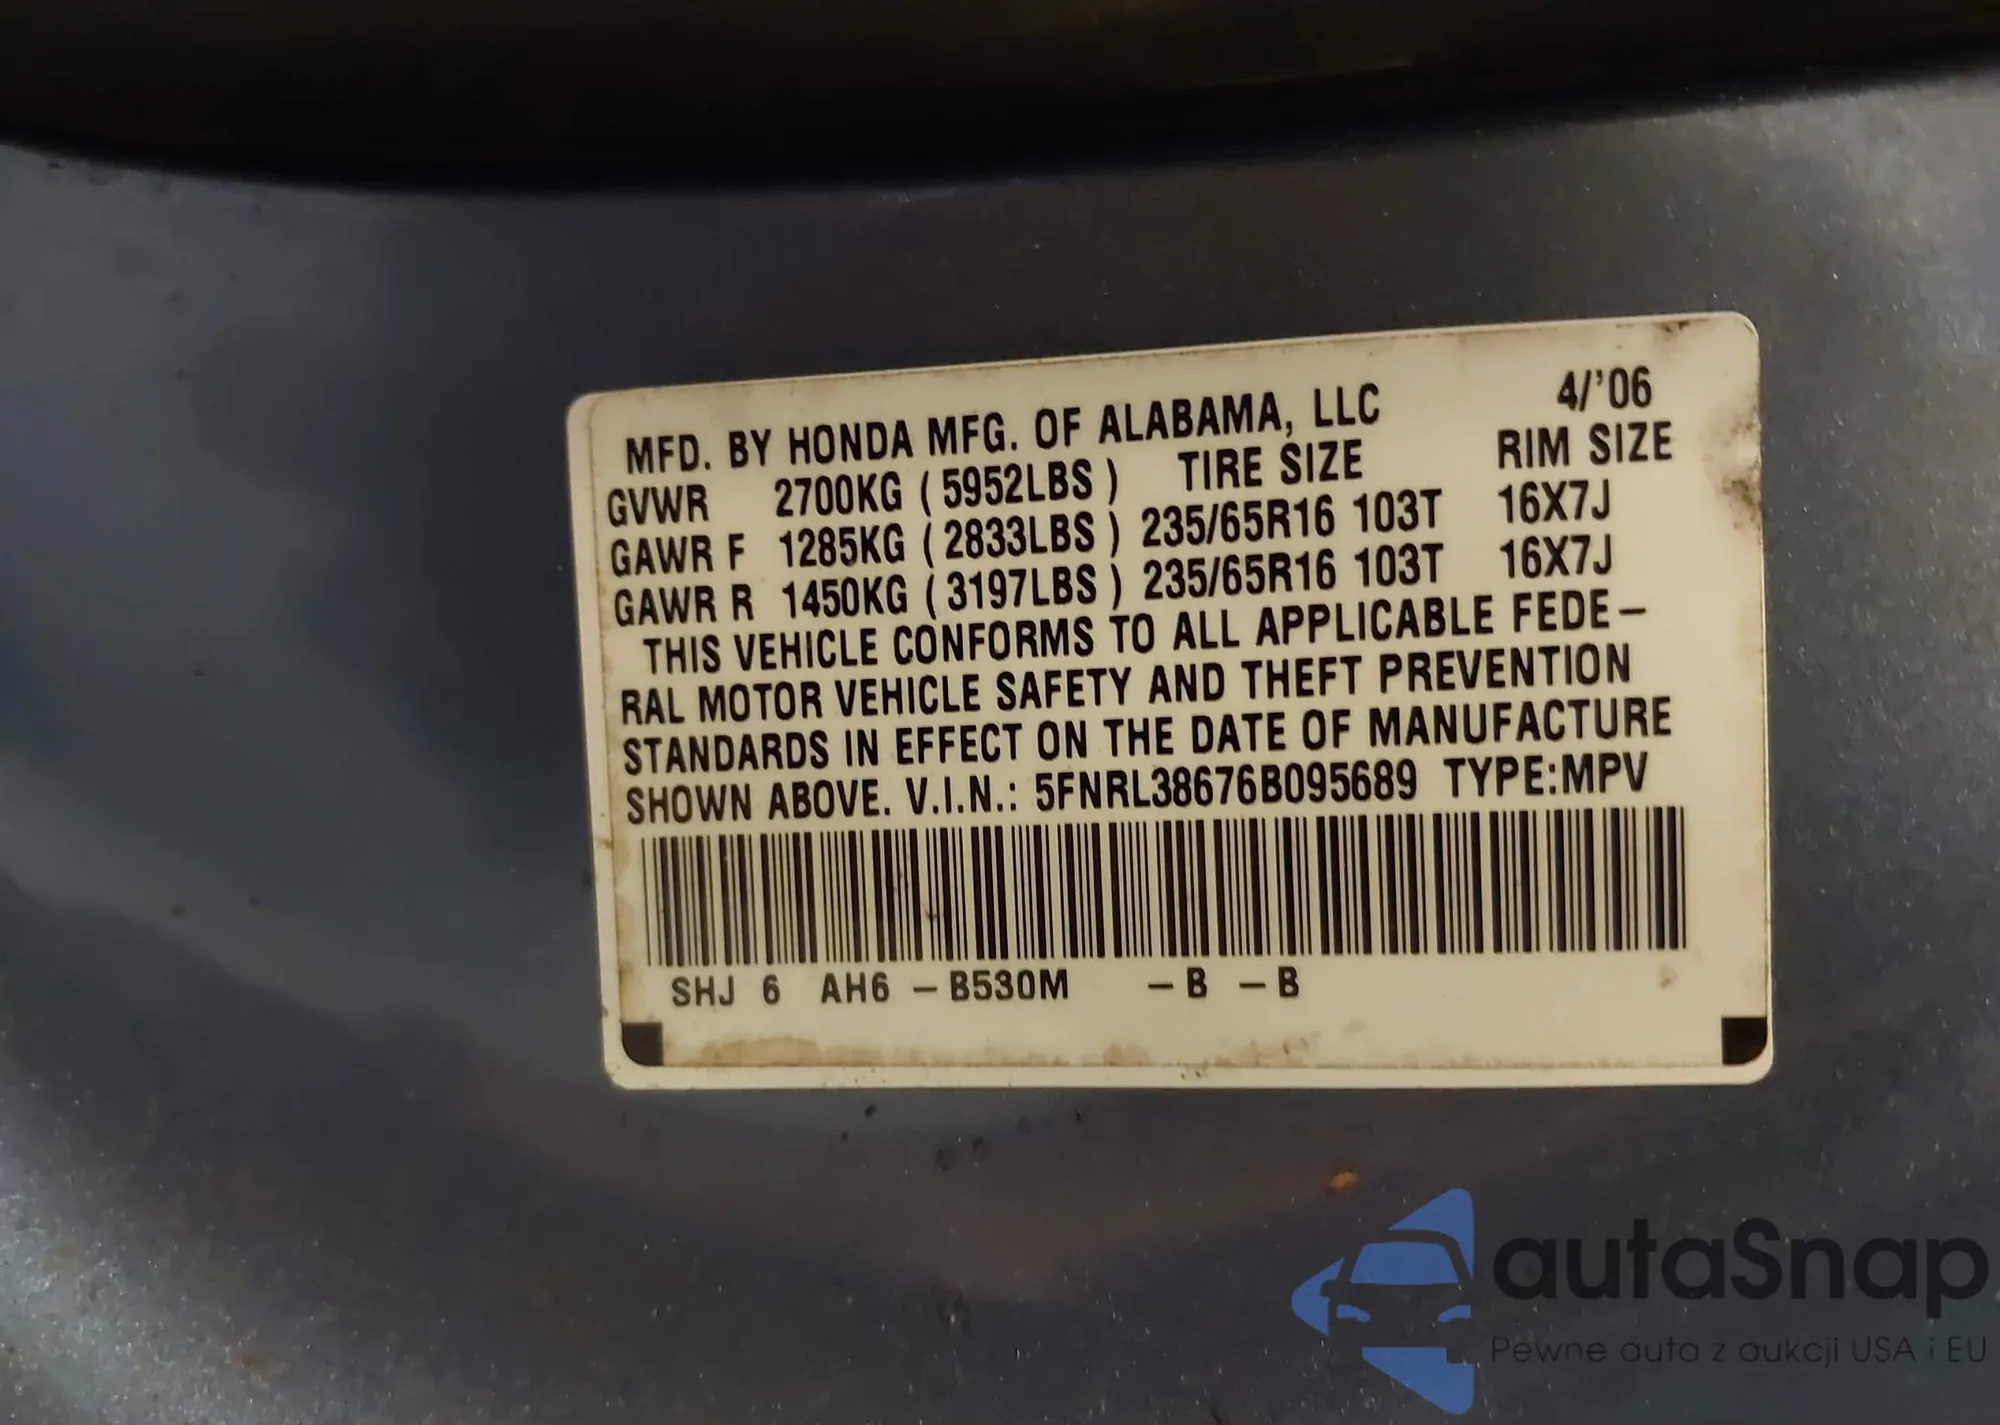 MFD. BY HONDA MFG. OF ALABAMA, LLC 4/'06
GVWR 2700KG ( 5952LBS ) TIRE SIZE RIM SIZE
GAWR F 1285KG ( 2833LBS ) 235/65R16 103T 16X7J
GAWR R 1450KG ( 3197LBS ) 235/65R16 103T 16X7J
THIS VEHICLE CONFORMS TO ALL APPLICABLE FEDE–
RAL MOTOR VEHICLE SAFETY AND THEFT PREVENTION
STANDARDS IN EFFECT ON THE DATE OF MANUFACTURE
SHOWN ABOVE. V.I.N.: 5FNRL38676B095689 TYPE:MPV
SHJ 6 AH6 – B530M – B – B
autaSnap
Pewne auta z aukcji USA i EU